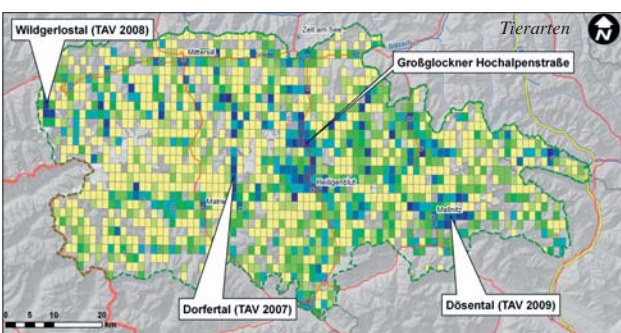 Wildgerlostal (TAV 2008)
Zell am See
Tierarten
N
Mittersill
Salzach
Großglockner Hochalpenstraße
Heiligenblut
Matrei
Mallnitz
Dorfertal (TAV 2007)
Dösental (TAV 2009)
0 5 10 20
km